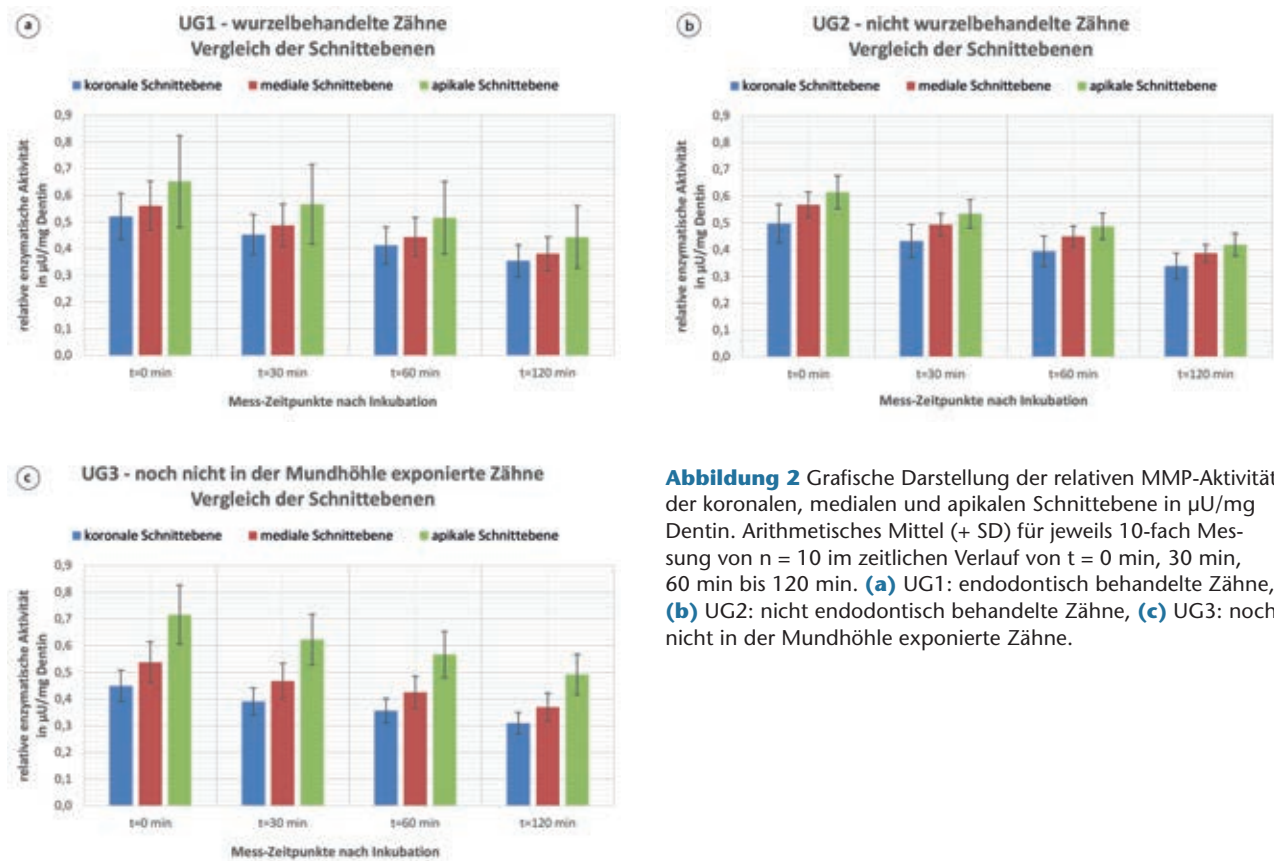 a
UG1 - wurzelbehandelte Zähne
Vergleich der Schnittebenen
koronale Schnittebene mediale Schnittebene apikale Schnittebene
relative enzymatische Aktivität
in µU/mg Dentin
0,9
0,8
0,7
0,6
0,5
0,4
0,3
0,2
0,1
0,0
t=0 min t=30 min t=60 min t=120 min
Mess-Zeitpunkte nach Inkubation
b
UG2 - nicht wurzelbehandelte Zähne
Vergleich der Schnittebenen
koronale Schnittebene mediale Schnittebene apikale Schnittebene
relative enzymatische Aktivität
in µU/mg Dentin
0,9
0,8
0,7
0,6
0,5
0,4
0,3
0,2
0,1
0,0
t=0 min t=30 min t=60 min t=120 min
Mess-Zeitpunkte nach Inkubation
c
UG3 - noch nicht in der Mundhöhle exponierte Zähne
Vergleich der Schnittebenen
koronale Schnittebene mediale Schnittebene apikale Schnittebene
relative enzymatische Aktivität
in µU/mg Dentin
0,9
0,8
0,7
0,6
0,5
0,4
0,3
0,2
0,1
0,0
t=0 min t=30 min t=60 min t=120 min
Mess-Zeitpunkte nach Inkubation
Abbildung 2 Grafische Darstellung der relativen MMP-Aktivität
der koronalen, medialen und apikalen Schnittebene in µU/mg
Dentin. Arithmetisches Mittel (+ SD) für jeweils 10-fach Mes-
sung von n = 10 im zeitlichen Verlauf von t = 0 min, 30 min,
60 min bis 120 min. (a) UG1: endodontisch behandelte Zähne,
(b) UG2: nicht endodontisch behandelte Zähne, (c) UG3: noch
nicht in der Mundhöhle exponierte Zähne.